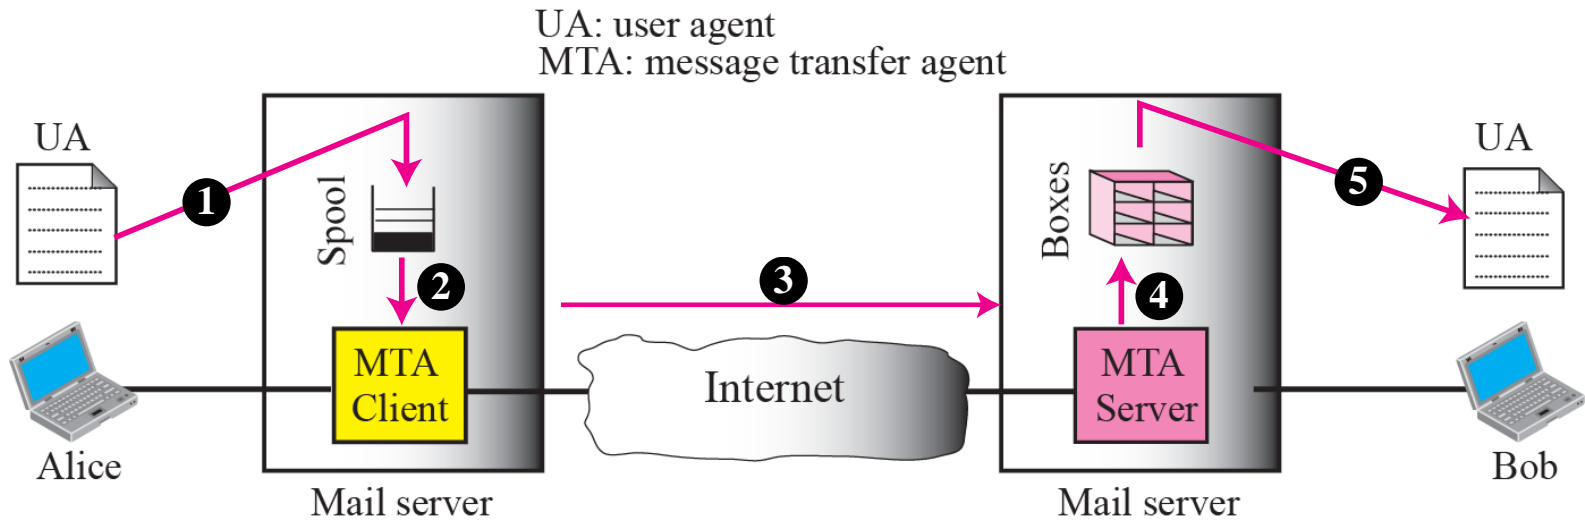 UA: user agent
MTA: message transfer agent
UA
UA
1
5
Spool
Boxes
2
3
4
MTA
Client
Internet
MTA
Server
Alice
Bob
Mail server
Mail server